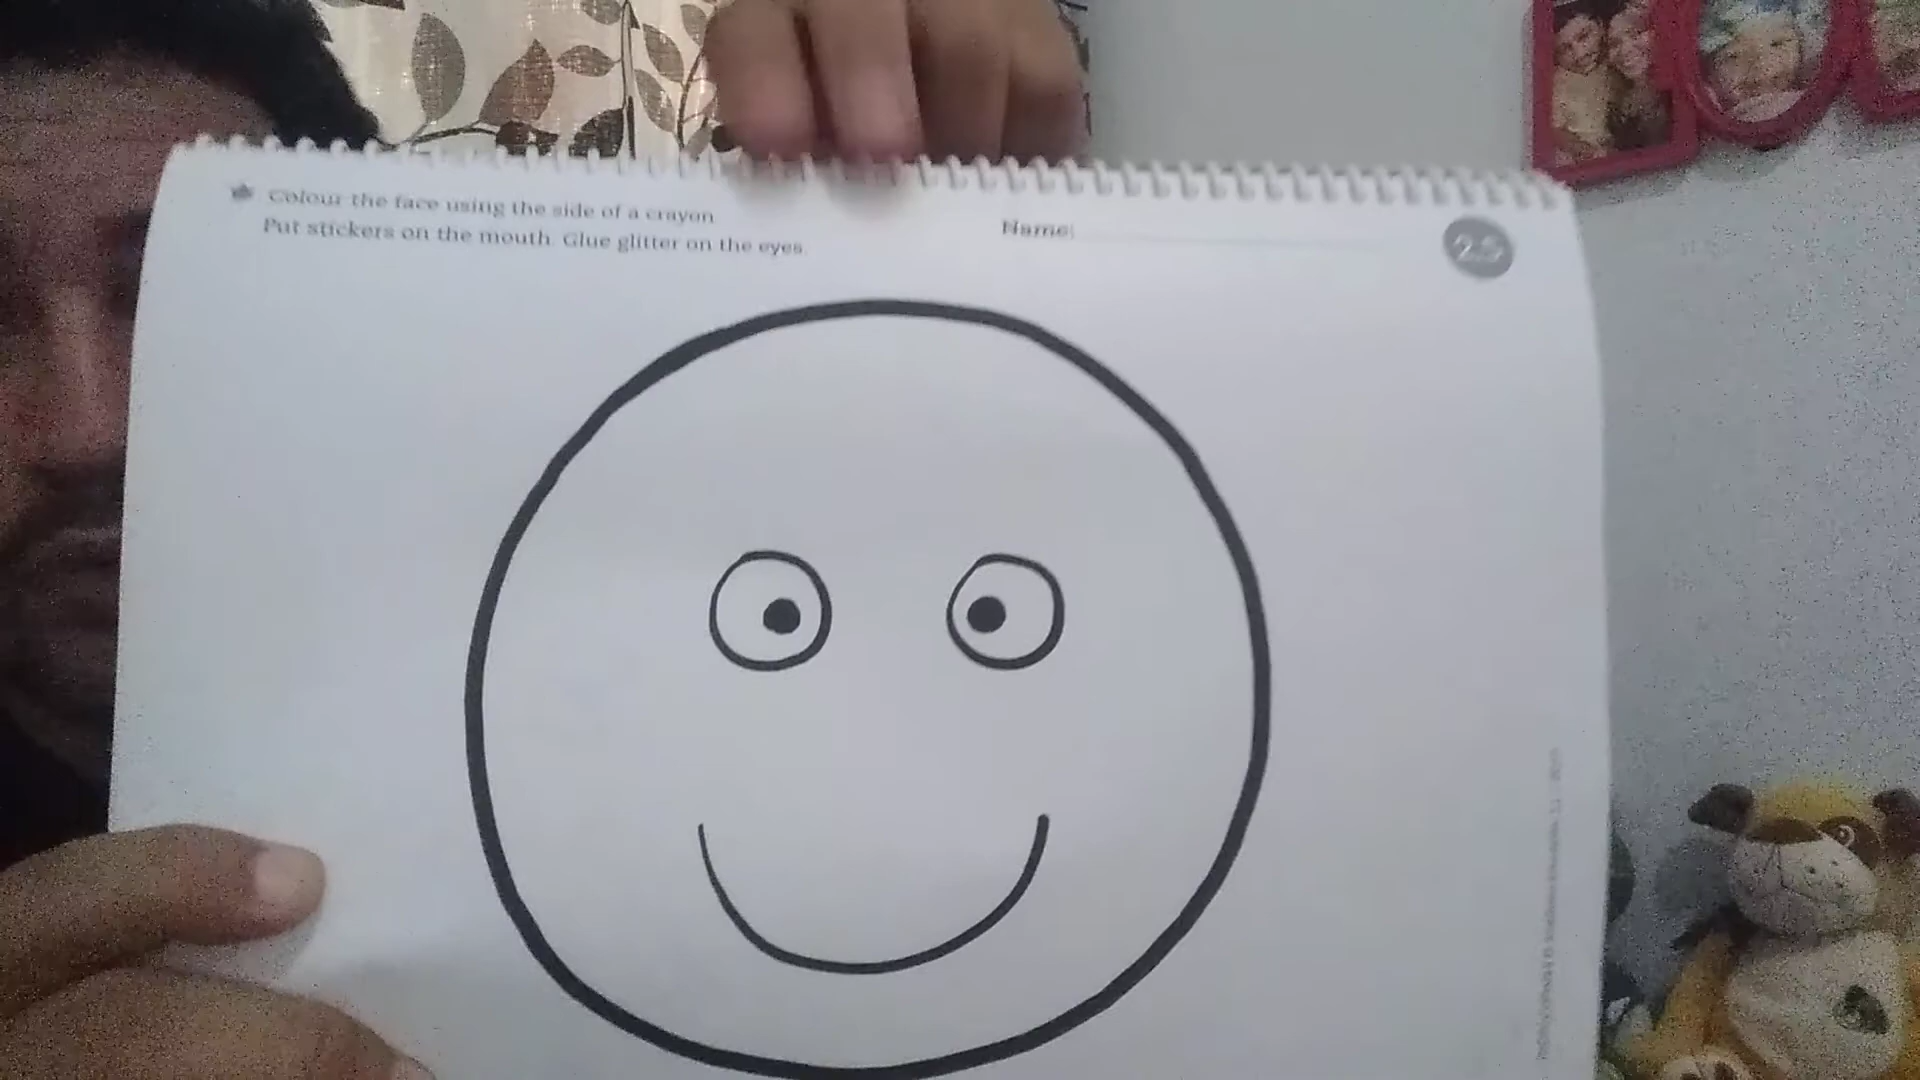 Colour the face using the side of a crayon
Put stickers on the mouth. Glue glitter on the eyes.
Name:
25